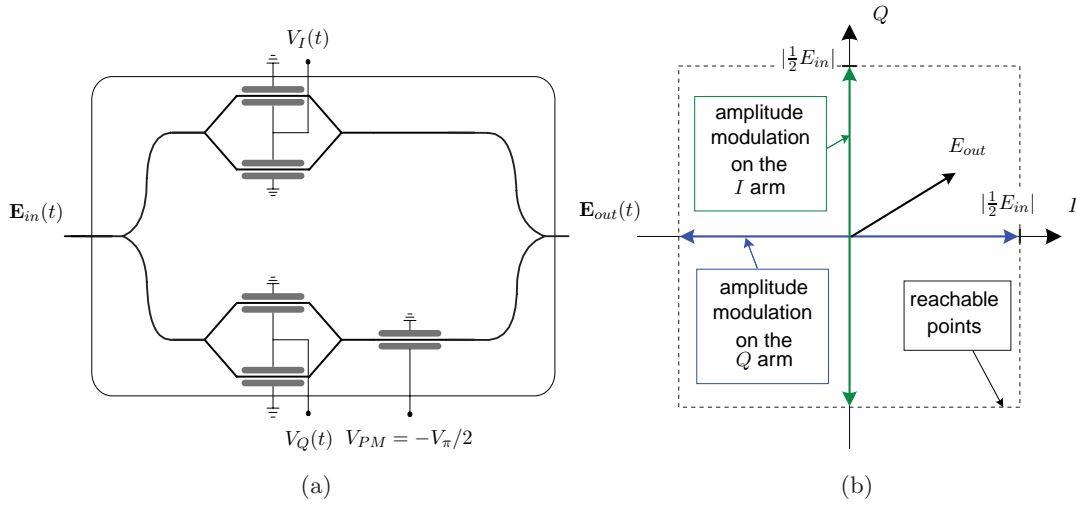 V_I(t)
E_in(t)
E_out(t)
V_Q(t)
V_PM = −V_π/2
(a)
Q
|½E_in|
amplitude
modulation
on the
I arm
E_out
|½E_in|
I
amplitude
modulation
on the
Q arm
reachable
points
(b)